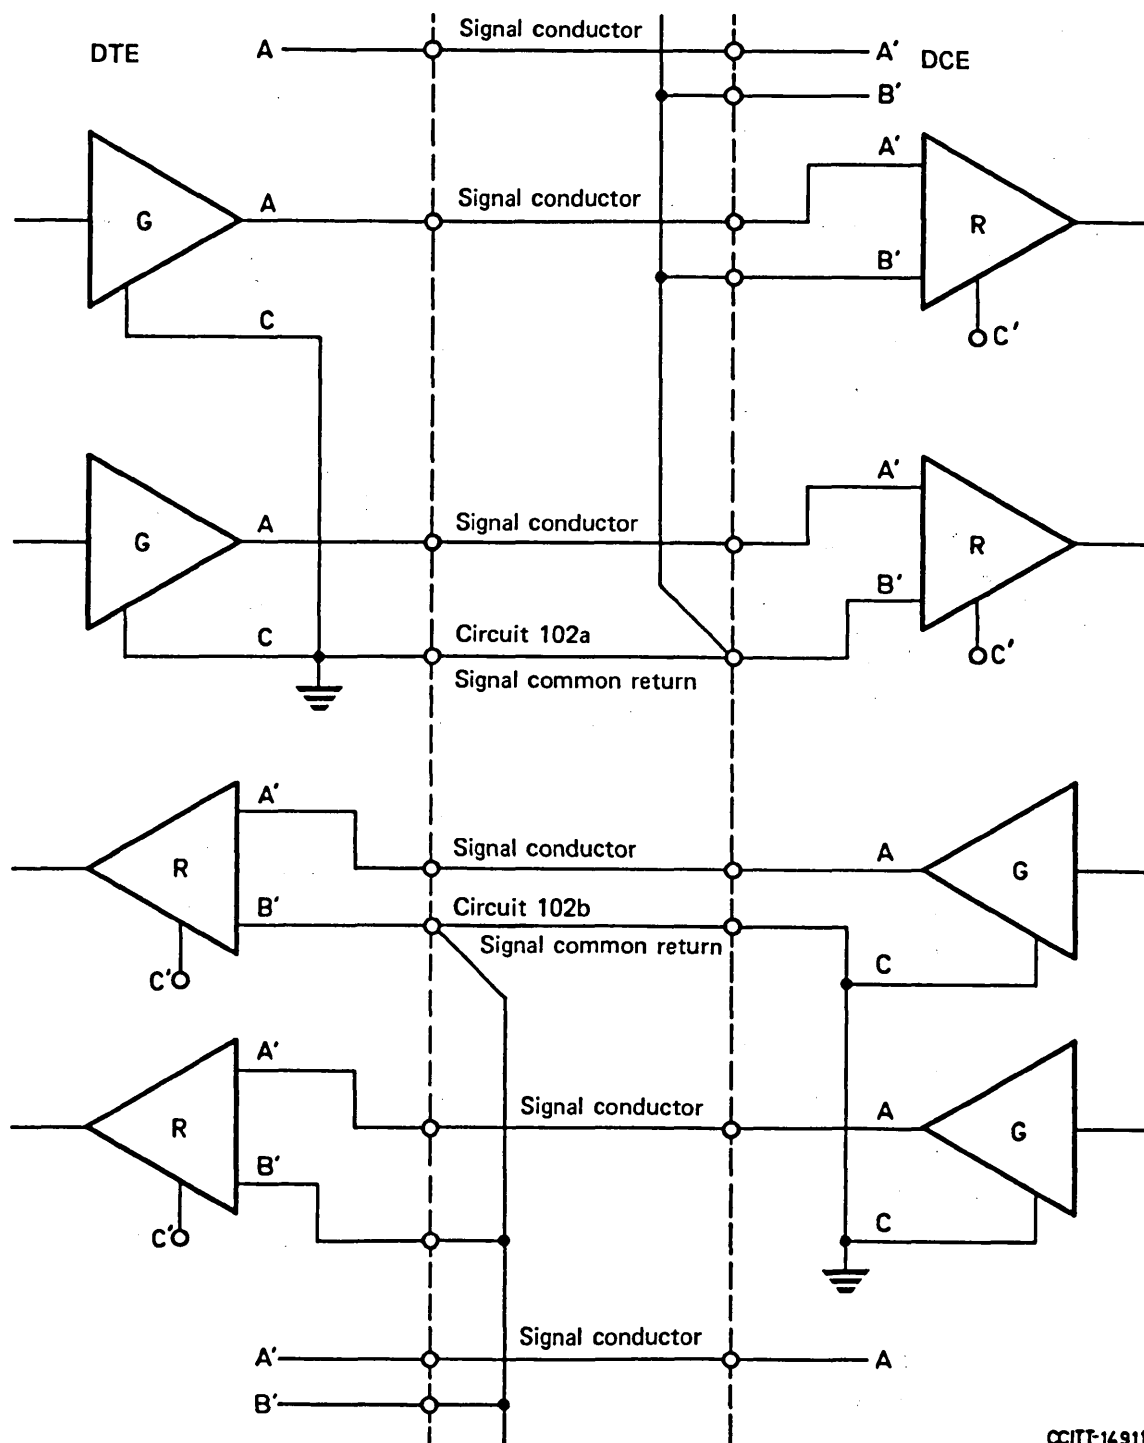 Signal conductor
DTE A A' DCE
B'
A'
Signal conductor
A
G R
B'
C C'
A'
Signal conductor
A
G R
B'
C Circuit 102a C'
Signal common return
A'
Signal conductor A
R G
B' Circuit 102b
Signal common return
C' C
A'
Signal conductor A
R G
B'
C' C
Signal conductor
A' A
B'